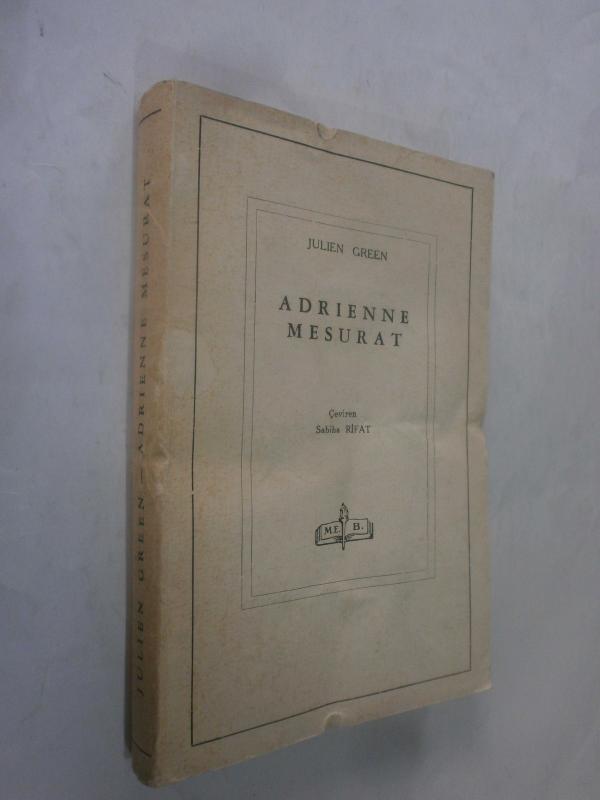 JULIEN GREEN
ADRIENNE
MESURAT
Çeviren
Sabiha RİFAT
M.E. B.
JULIEN GREEN — ADRIENNE MESURAT